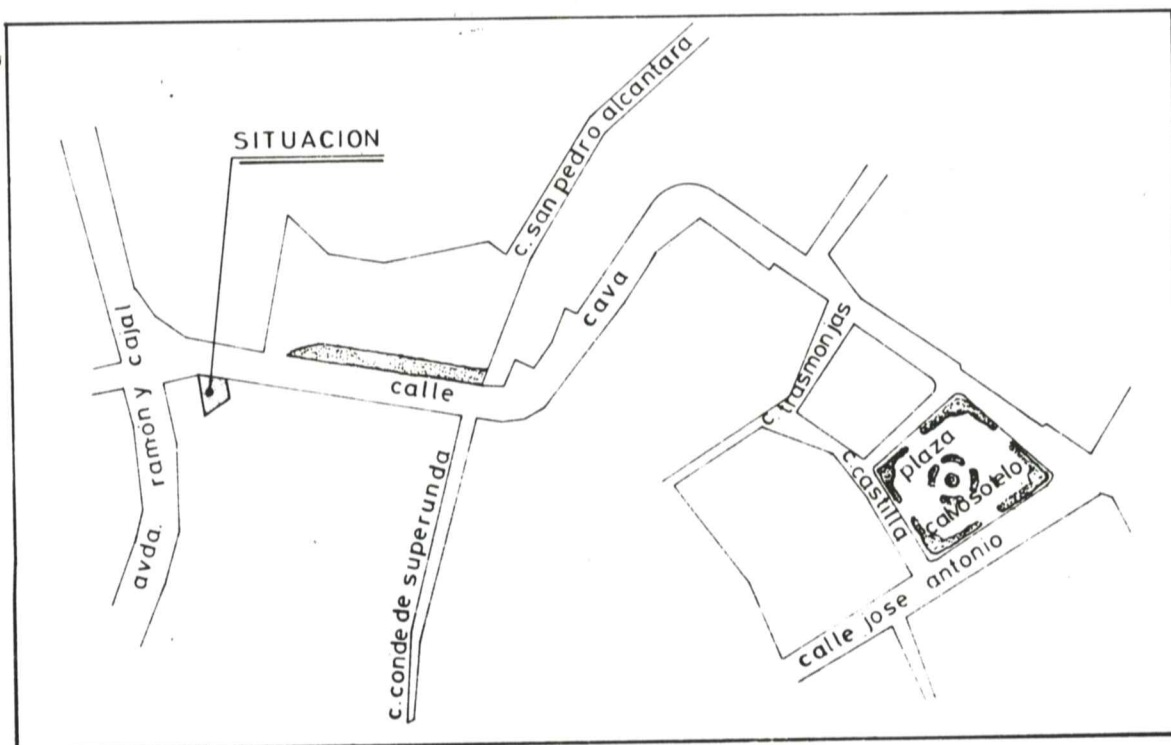 SITUACION
c. san pedro alcantara
avda. ramón y cajal
calle cava
c. conde de superunda
c. trasmonjas
c. castilla
plaza
calvo sotelo
calle jose antonio